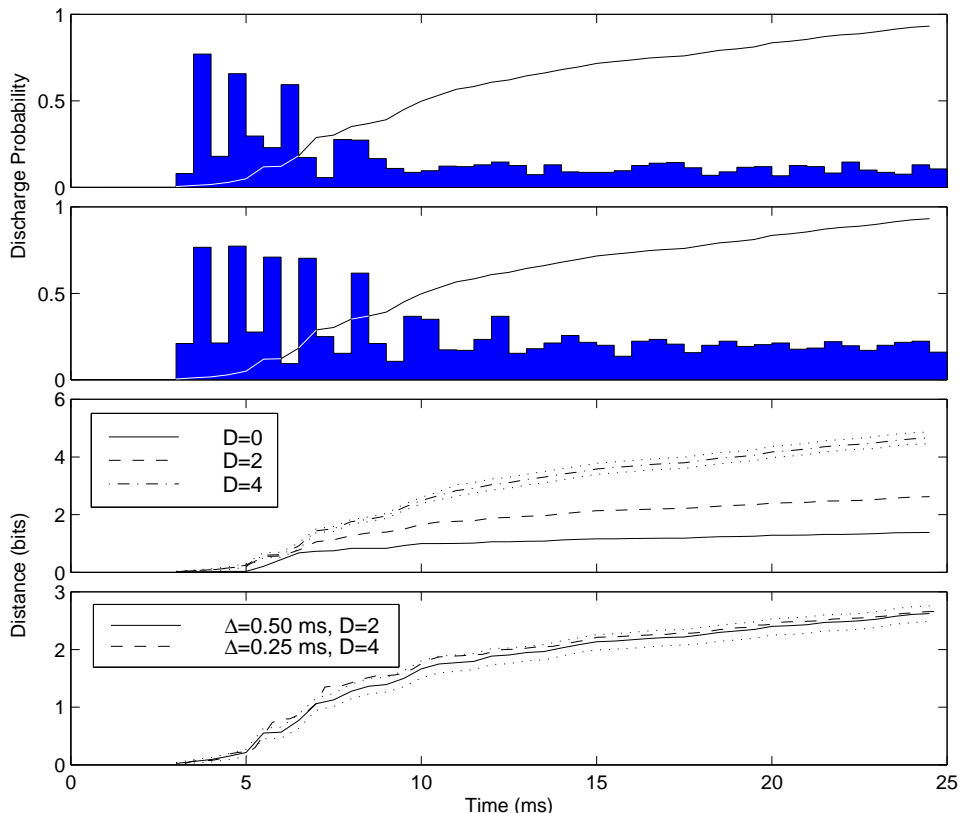 1
0.5
0
1
0.5
0
Discharge Probability
6
4
2
0
D=0
D=2
D=4
3
2
1
0
Distance (bits)
Δ=0.50 ms, D=2
Δ=0.25 ms, D=4
0 5 10 15 20 25
Time (ms)